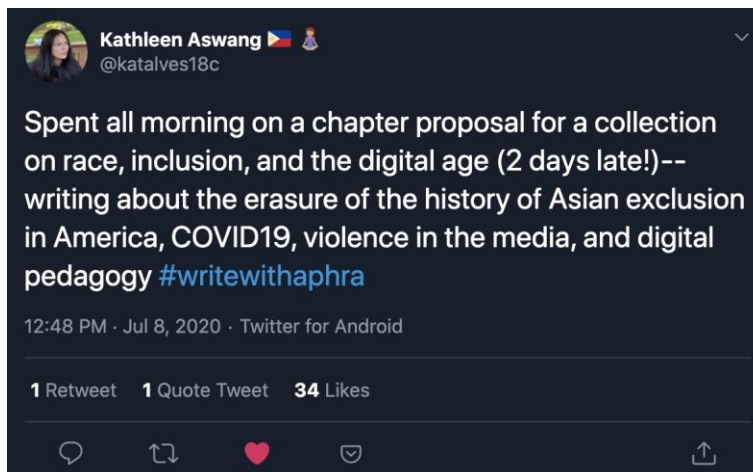 Kathleen Aswang 🇵🇭 🧘🏽‍♀️
@katalves18c
Spent all morning on a chapter proposal for a collection
on race, inclusion, and the digital age (2 days late!)--
writing about the erasure of the history of Asian exclusion
in America, COVID19, violence in the media, and digital
pedagogy #writewithaphra
12:48 PM · Jul 8, 2020 · Twitter for Android
1 Retweet 1 Quote Tweet 34 Likes